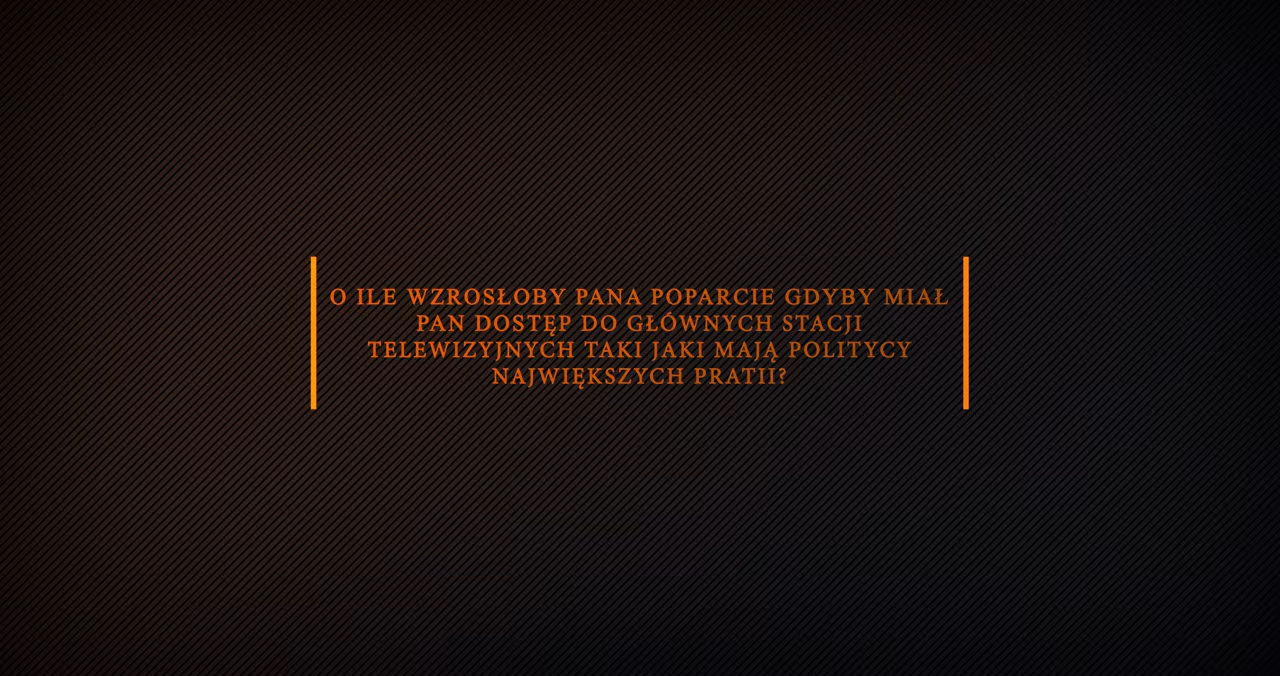 O ILE WZROSŁOBY PANA POPARCIE GDYBY MIAŁ
PAN DOSTĘP DO GŁÓWNYCH STACJI
TELEWIZYJNYCH TAKI JAKI MAJĄ POLITYCY
NAJWIĘKSZYCH PRATII?